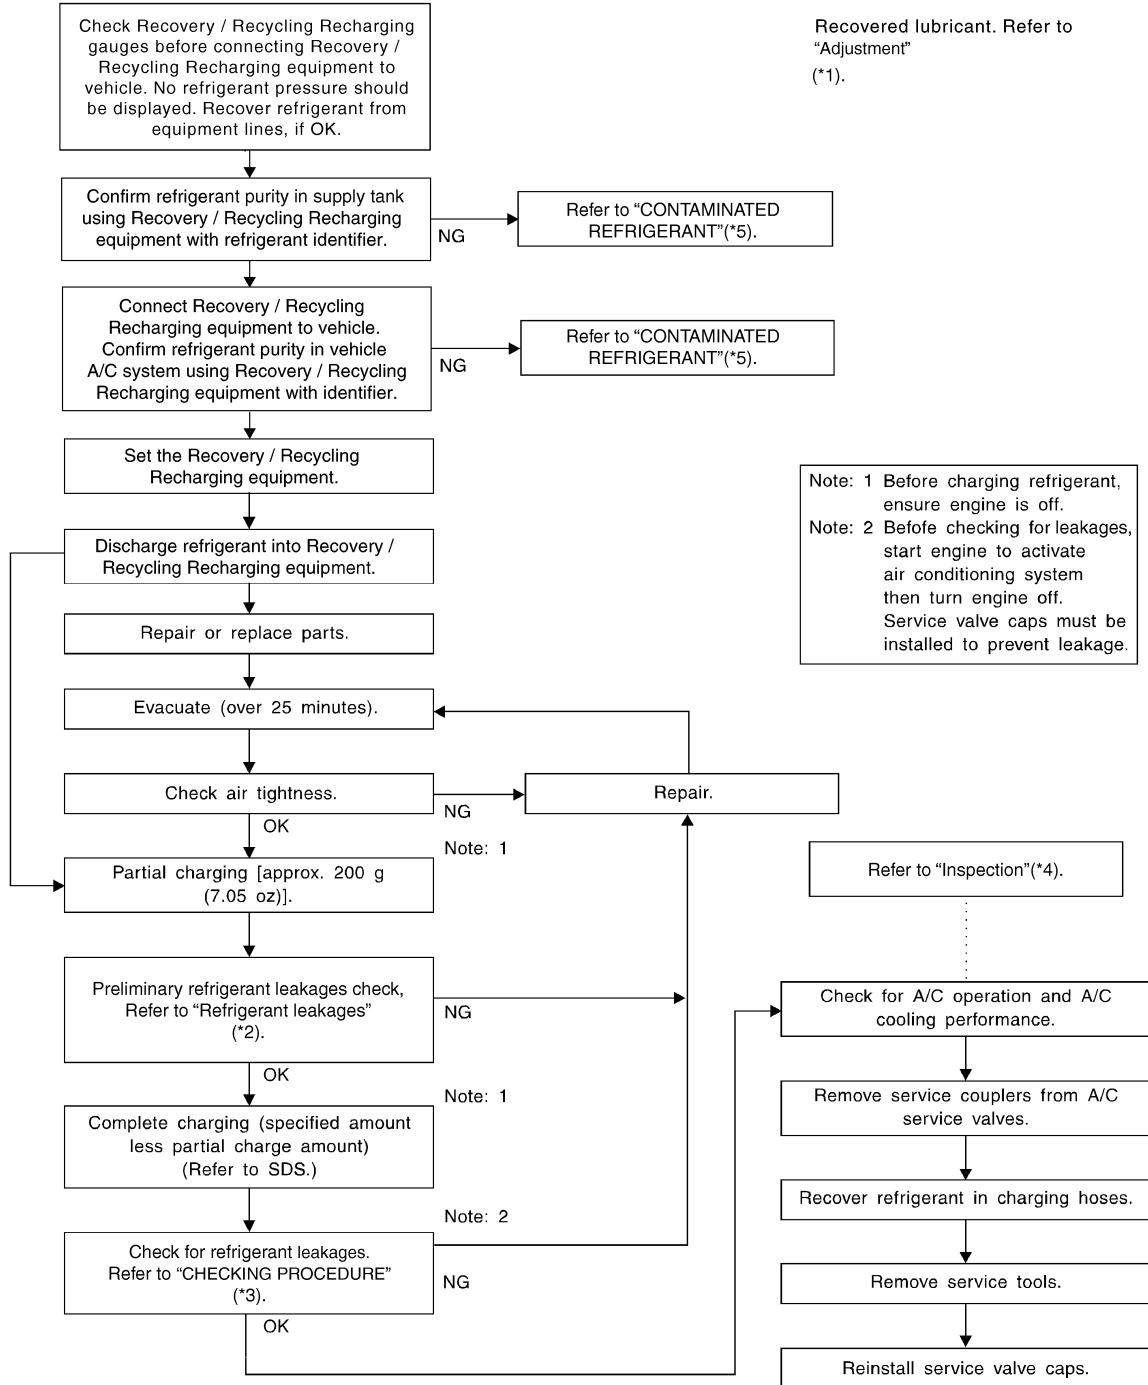 Check Recovery / Recycling Recharging
gauges before connecting Recovery /
Recycling Recharging equipment to
vehicle. No refrigerant pressure should
be displayed. Recover refrigerant from
equipment lines, if OK.
Recovered lubricant. Refer to
“Adjustment”
(*1).
Confirm refrigerant purity in supply tank
using Recovery / Recycling Recharging
equipment with refrigerant identifier.
NG
Refer to “CONTAMINATED
REFRIGERANT”(*5).
Connect Recovery / Recycling
Recharging equipment to vehicle.
Confirm refrigerant purity in vehicle
A/C system using Recovery / Recycling
Recharging equipment with identifier.
NG
Refer to “CONTAMINATED
REFRIGERANT”(*5).
Set the Recovery / Recycling
Recharging equipment.
Note: 1 Before charging refrigerant,
ensure engine is off.
Note: 2 Befofe checking for leakages,
start engine to activate
air conditioning system
then turn engine off.
Service valve caps must be
installed to prevent leakage.
Discharge refrigerant into Recovery /
Recycling Recharging equipment.
Repair or replace parts.
Evacuate (over 25 minutes).
Check air tightness.
NG
Repair.
OK
Note: 1
Partial charging [approx. 200 g
(7.05 oz)].
Preliminary refrigerant leakages check,
Refer to “Refrigerant leakages”
(*2).
NG
OK
Note: 1
Complete charging (specified amount
less partial charge amount)
(Refer to SDS.)
Note: 2
Check for refrigerant leakages.
Refer to “CHECKING PROCEDURE”
(*3).
NG
OK
Refer to “Inspection”(*4).
Check for A/C operation and A/C
cooling performance.
Remove service couplers from A/C
service valves.
Recover refrigerant in charging hoses.
Remove service tools.
Reinstall service valve caps.